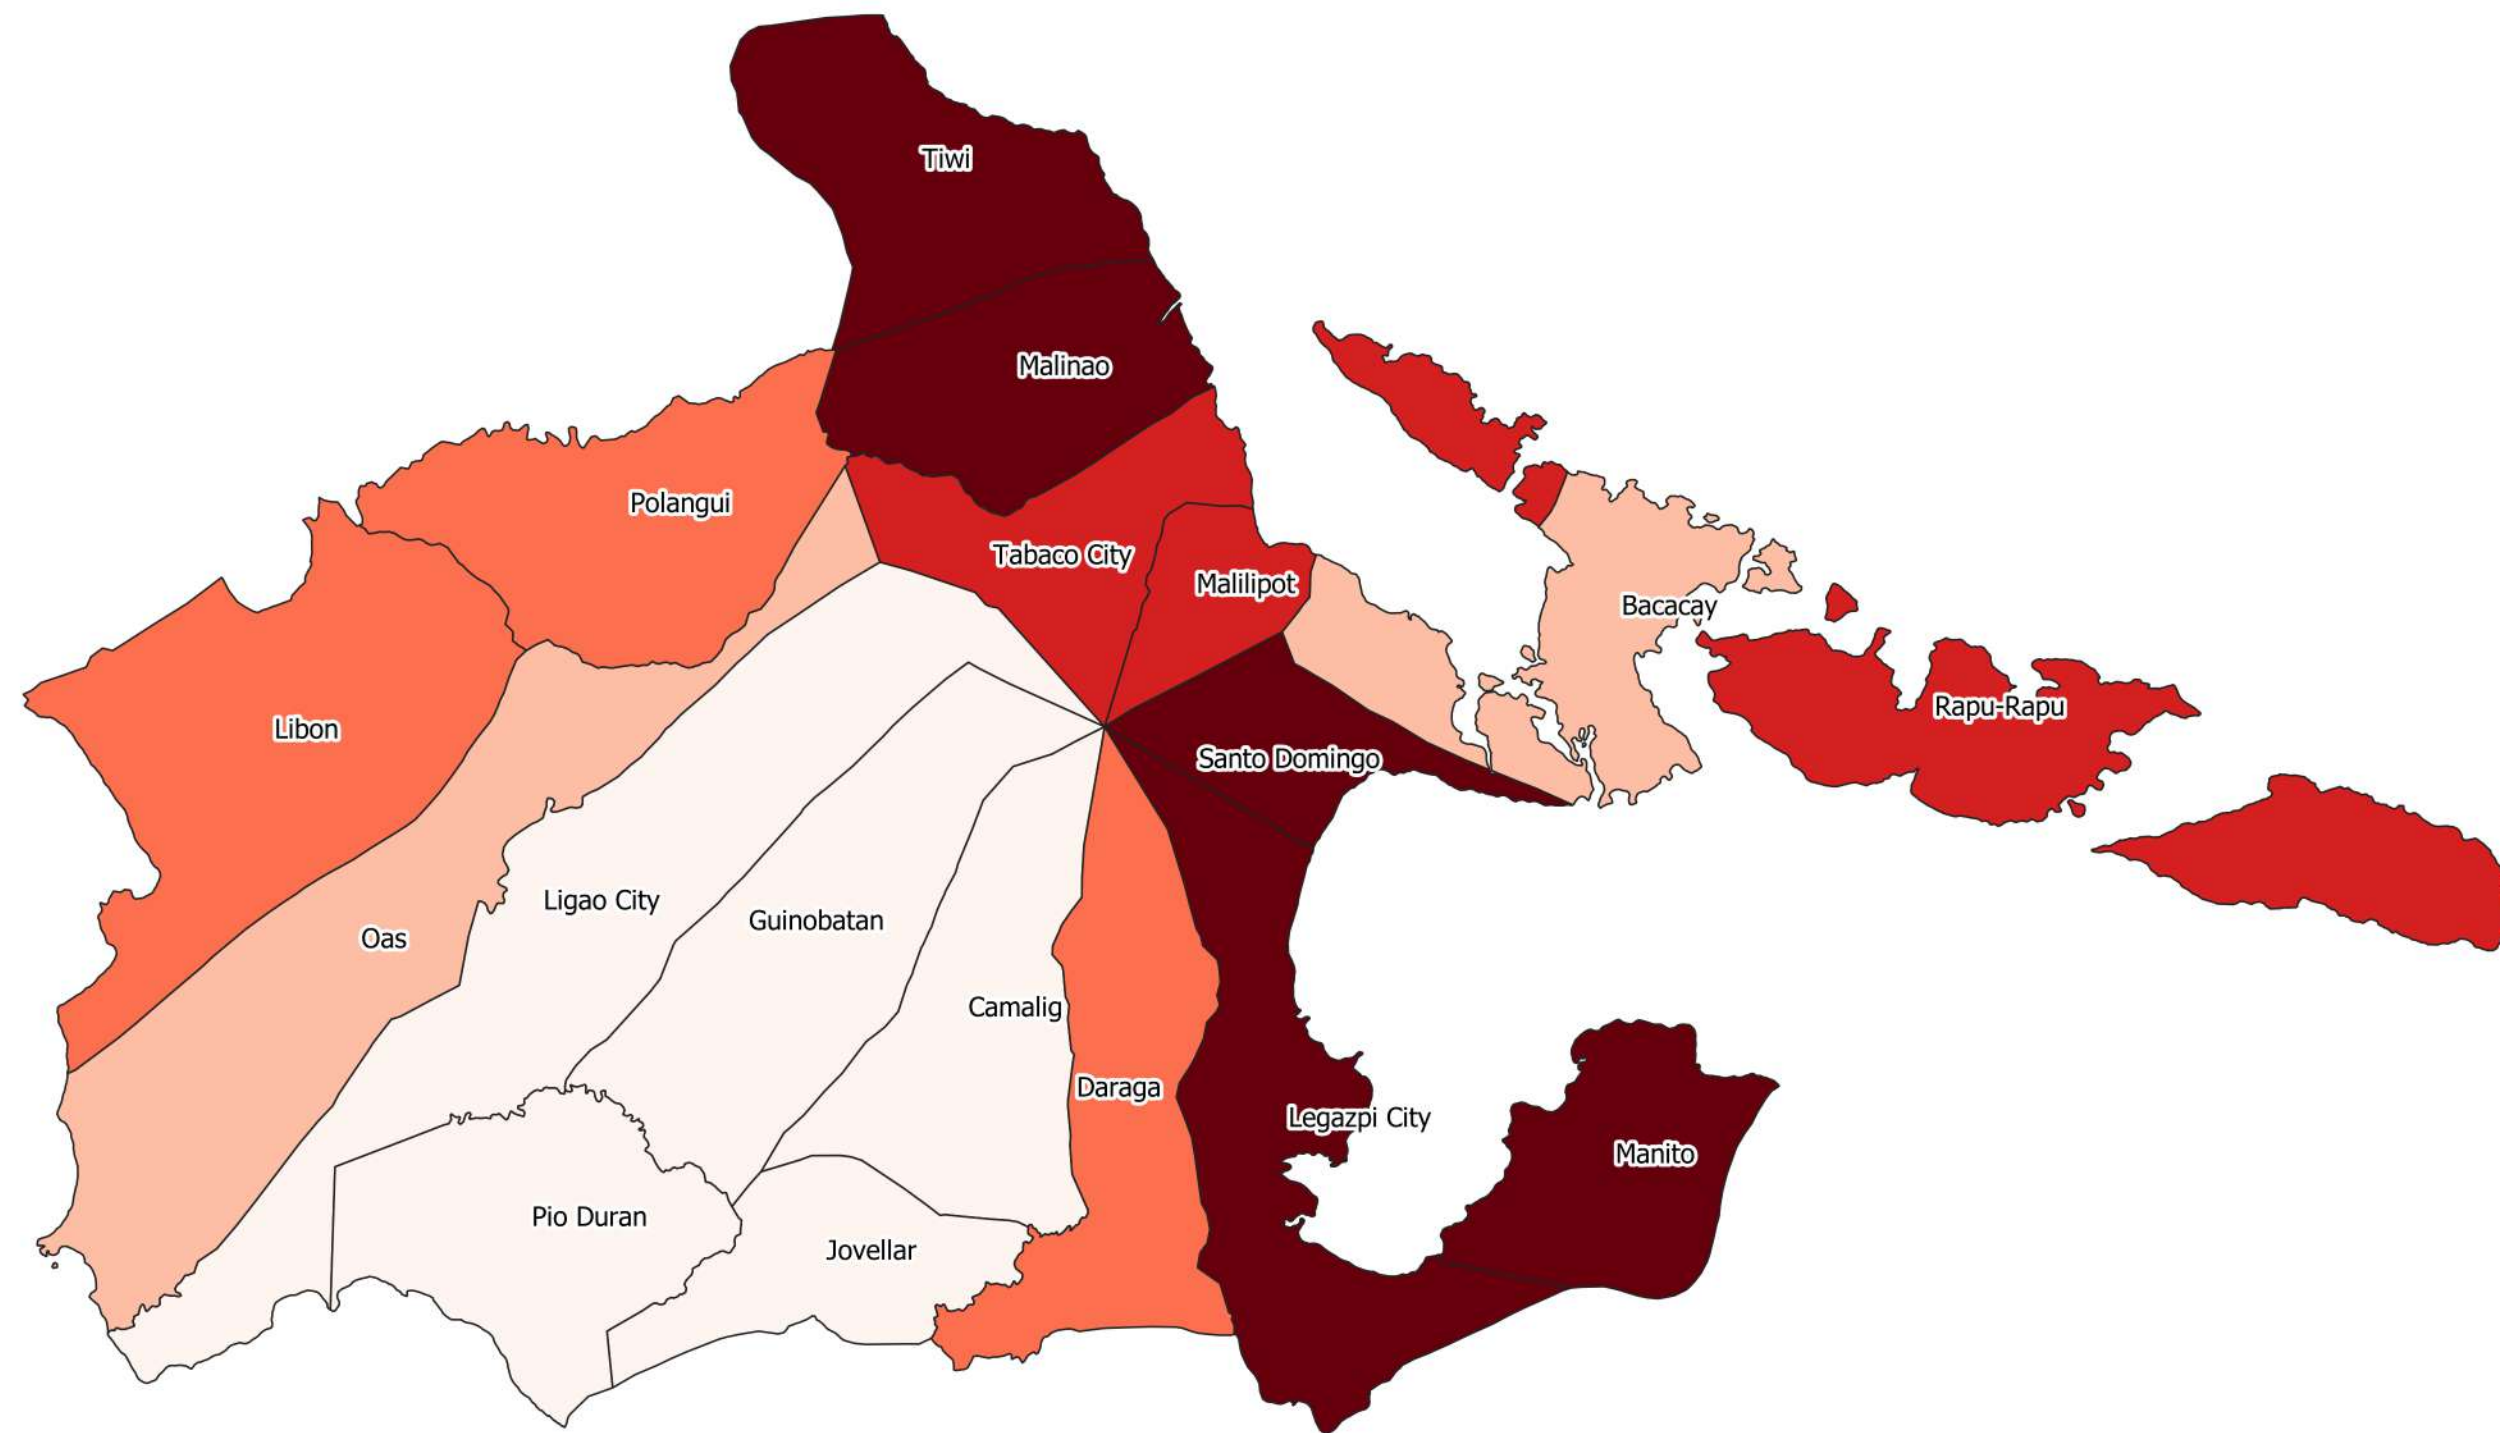 Tiwi
Malinao
Polangui
Tabaco City
Malilipot
Bacacay
Rapu-Rapu
Libon
Santo Domingo
Ligao City
Guinobatan
Oas
Camalig
Daraga
Legazpi City
Manito
Pio Duran
Jovellar